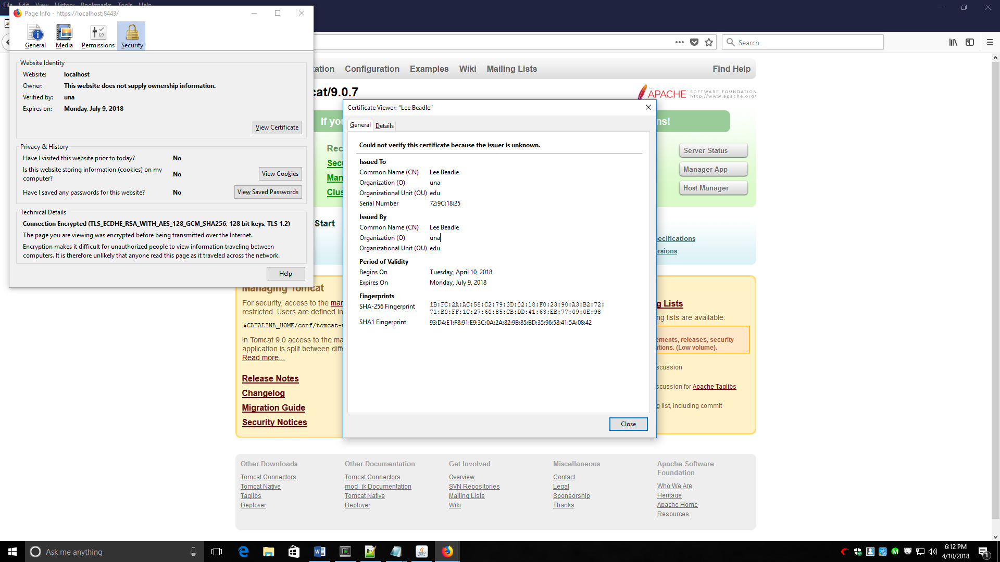 File Edit View History Bookmarks Tools Help
Page Info - https://localhost:8443/
General
Media
Permissions
Security
Website Identity
Website: localhost
Owner: This website does not supply ownership information.
Verified by: una
Expires on: Monday, July 9, 2018
View Certificate
Privacy & History
Have I visited this website prior to today? No
Is this website storing information (cookies) on my
computer?
No
View Cookies
Have I saved any passwords for this website? No
View Saved Passwords
Technical Details
Connection Encrypted (TLS_ECDHE_RSA_WITH_AES_128_GCM_SHA256, 128 bit keys, TLS 1.2)
The page you are viewing was encrypted before being transmitted over the Internet.
Encryption makes it difficult for unauthorized people to view information traveling between
computers. It is therefore unlikely that anyone read this page as it traveled across the network.
Help
Search
tation Configuration Examples Wiki Mailing Lists Find Help
cat/9.0.7
THE
APACHE SOFTWARE FOUNDATION
http://www.apache.org/
If you
ns!
Rec
Secu
Man
Clus
Server Status
Manager App
Host Manager
Start
ecifications
ersions
Certificate Viewer: “Lee Beadle”
General
Details
Could not verify this certificate because the issuer is unknown.
Issued To
Common Name (CN) Lee Beadle
Organization (O) una
Organizational Unit (OU) edu
Serial Number 72:9C:18:25
Issued By
Common Name (CN) Lee Beadle
Organization (O) una
Organizational Unit (OU) edu
Period of Validity
Begins On Tuesday, April 10, 2018
Expires On Monday, July 9, 2018
Fingerprints
SHA-256 Fingerprint 1B:FC:2A:AC:58:C2:79:3D:02:18:F0:23:90:A3:B2:72:
71:B0:FF:1C:27:60:85:CB:DD:41:63:EB:77:09:0E:98
SHA1 Fingerprint 93:D4:E1:F8:91:E9:3C:0A:2A:82:9B:85:BD:35:96:58:41:5A:08:42
Close
Managing Tomcat
For security, access to the man
restricted. Users are defined in
$CATALINA_HOME/conf/tomcat-u
In Tomcat 9.0 access to the ma
application is split between diffe
Read more...
Release Notes
Changelog
Migration Guide
Security Notices
g Lists
ng lists are available:
ements, releases, security
ations. (Low volume).
scussion
scussion for Apache Taglibs
g list, including commit
Other Downloads
Tomcat Connectors
Tomcat Native
Taglibs
Deployer
Other Documentation
Tomcat Connectors
mod_jk Documentation
Tomcat Native
Deployer
Get Involved
Overview
SVN Repositories
Mailing Lists
Wiki
Miscellaneous
Contact
Legal
Sponsorship
Thanks
Apache Software
Foundation
Who We Are
Heritage
Apache Home
Resources
Ask me anything
6:12 PM
4/10/2018
1